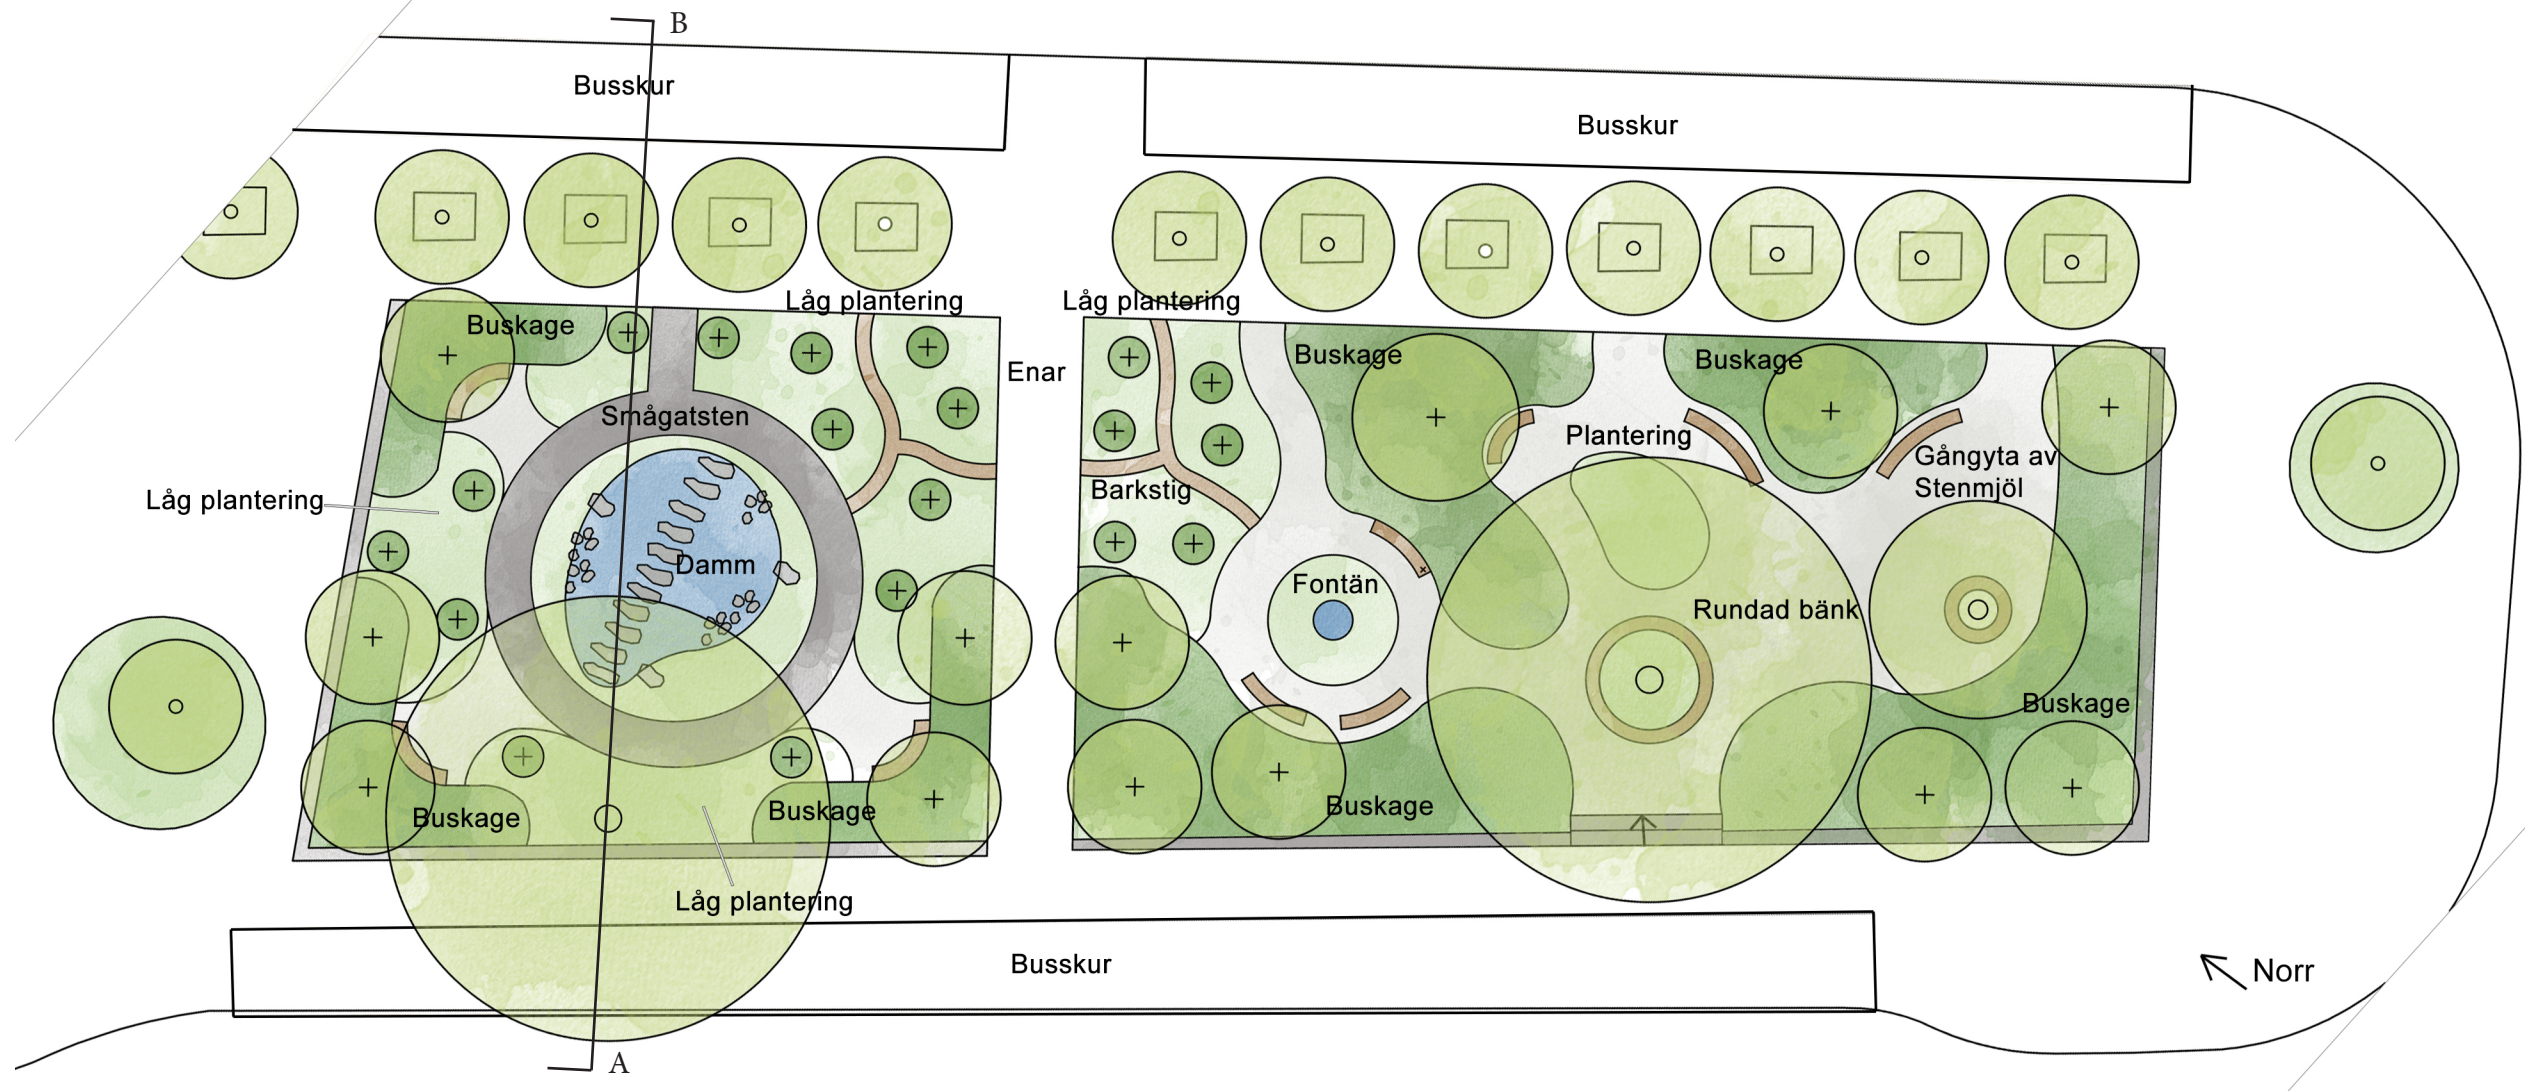 B
Busskur
Busskur
Låg plantering
Låg plantering
Buskage
Buskage
Buskage
Enar
Smågatsten
Plantering
Gångyta av
Stenmjöl
Låg plantering
Barkstig
Damm
Fontän
Rundad bänk
Buskage
Buskage
Buskage
Buskage
Låg plantering
Busskur
Norr
A